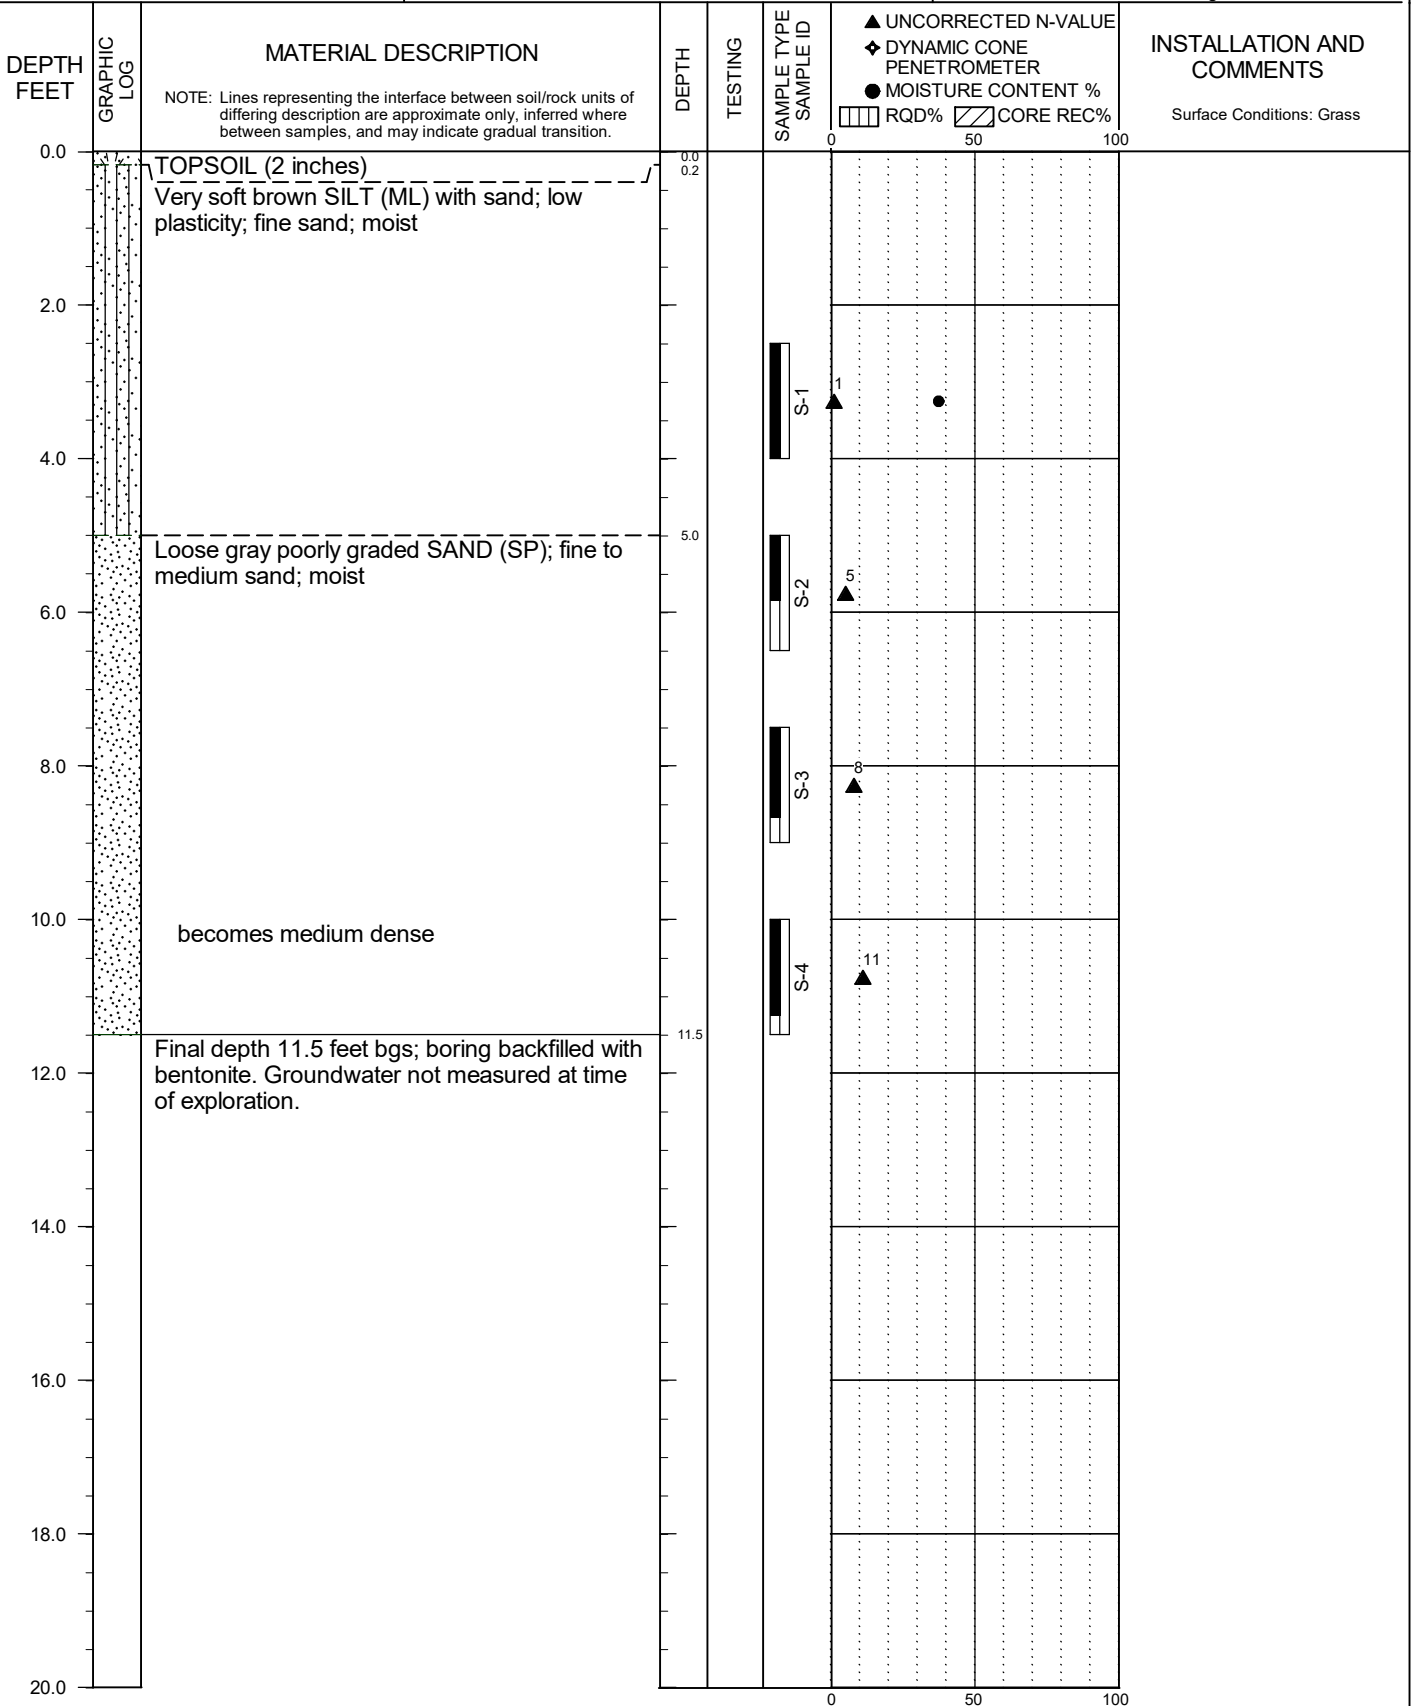 DEPTH
FEET
GRAPHIC
LOG
MATERIAL DESCRIPTION
NOTE: Lines representing the interface between soil/rock units of
differing description are approximate only, inferred where
between samples, and may indicate gradual transition.
DEPTH
TESTING
SAMPLE TYPE
SAMPLE ID
▲ UNCORRECTED N-VALUE
DYNAMIC CONE
PENETROMETER
● MOISTURE CONTENT %
RQD% CORE REC%
0 50 100
INSTALLATION AND
COMMENTS
Surface Conditions: Grass
0.0
TOPSOIL (2 inches)
0.0
0.2
Very soft brown SILT (ML) with sand; low
plasticity; fine sand; moist
2.0
S-1
1
4.0
5.0
Loose gray poorly graded SAND (SP); fine to
medium sand; moist
S-2
5
6.0
8.0
S-3
8
10.0
becomes medium dense
S-4
11
11.5
Final depth 11.5 feet bgs; boring backfilled with
bentonite. Groundwater not measured at time
of exploration.
12.0
14.0
16.0
18.0
20.0
0 50 100